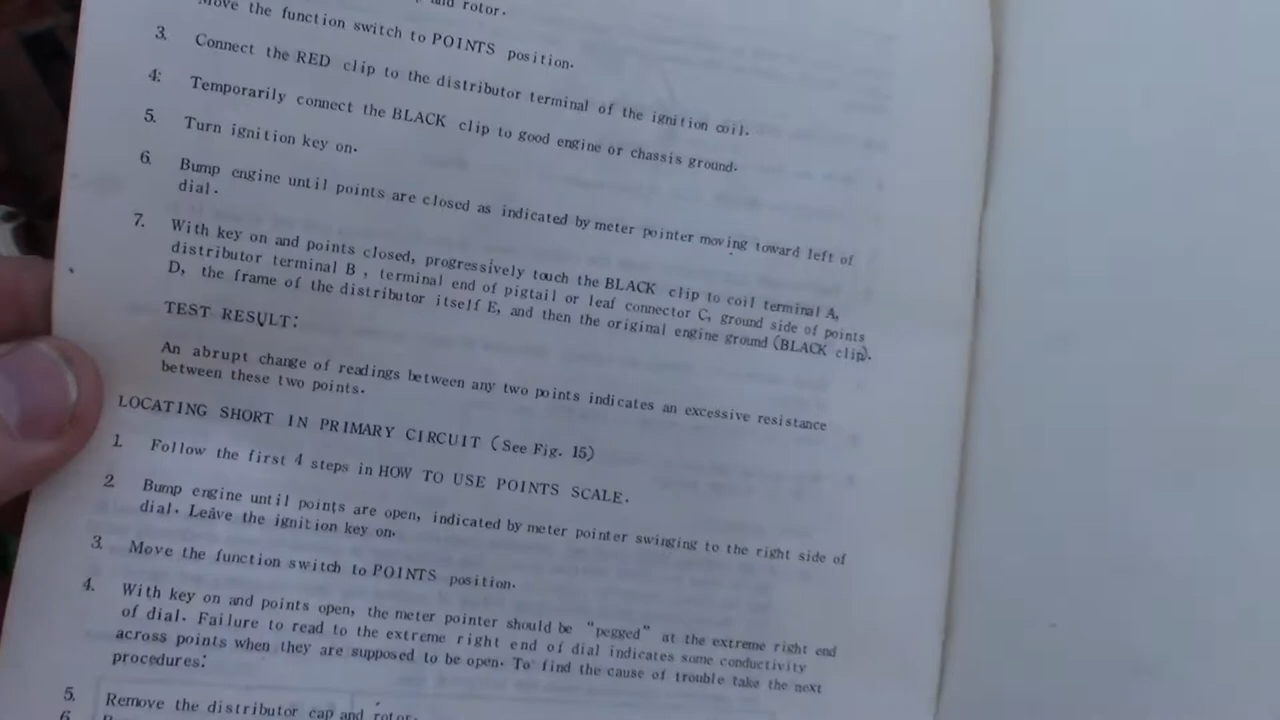 and rotor.
Move the function switch to POINTS position.
3. Connect the RED clip to the distributor terminal of the ignition coil.
4: Temporarily connect the BLACK clip to good engine or chassis ground.
5. Turn ignition key on.
6. Bump engine until points are closed as indicated by meter pointer moving toward left of
dial.
7. With key on and points closed, progressively touch the BLACK clip to coil terminal A,
distributor terminal B , terminal end of pigtail or leaf connector C, ground side of points
D, the frame of the distributor itself E, and then the original engine ground (BLACK clip).
TEST RESULT:
An abrupt change of readings between any two points indicates an excessive resistance
between these two points.
LOCATING SHORT IN PRIMARY CIRCUIT (See Fig. 15)
1. Follow the first 4 steps in HOW TO USE POINTS SCALE.
2. Bump engine until points are open, indicated by meter pointer swinging to the right side of
dial. Leave the ignition key on.
3. Move the function switch to POINTS position.
4. With key on and points open, the meter pointer should be "pegged" at the extreme right end
of dial. Failure to read to the extreme right end of dial indicates some conductivity
across points when they are supposed to be open. To find the cause of trouble take the next
procedures:
5. Remove the distributor cap and rotor.
6.